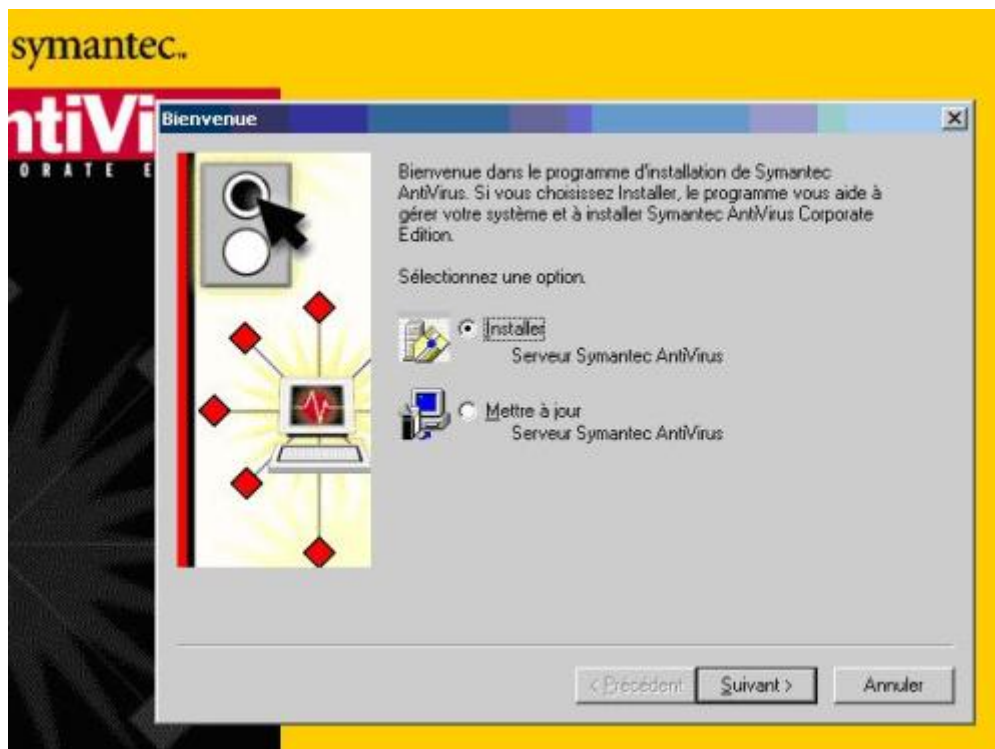 symantec™
ntiVi
ORATE E
Bienvenue
Bienvenue dans le programme d'installation de Symantec
AntiVirus. Si vous choisissez Installer, le programme vous aide à
gérer votre système et à installer Symantec AntiVirus Corporate
Edition.
Sélectionnez une option.
Installer
Serveur Symantec AntiVirus
Mettre à jour
Serveur Symantec AntiVirus
< Précédent
Suivant >
Annuler